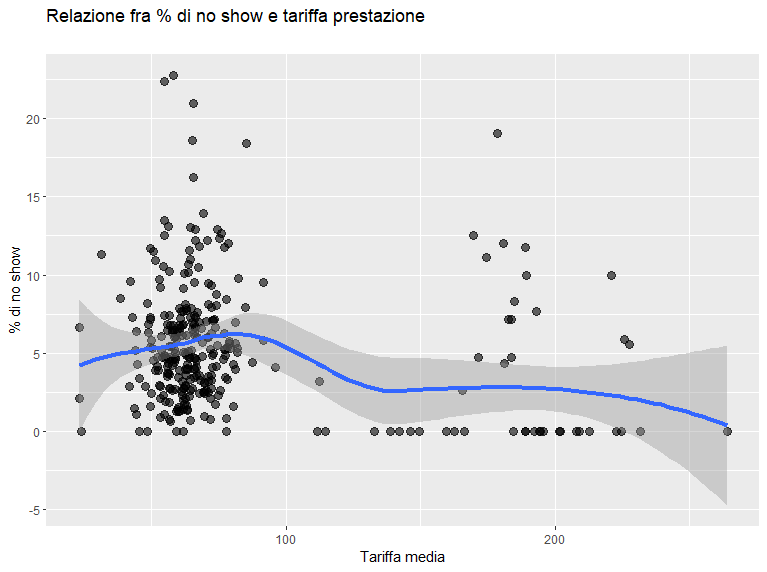 Relazione fra % di no show e tariffa prestazione
% di no show
20
15
10
5
0
-5
100
200
Tariffa media